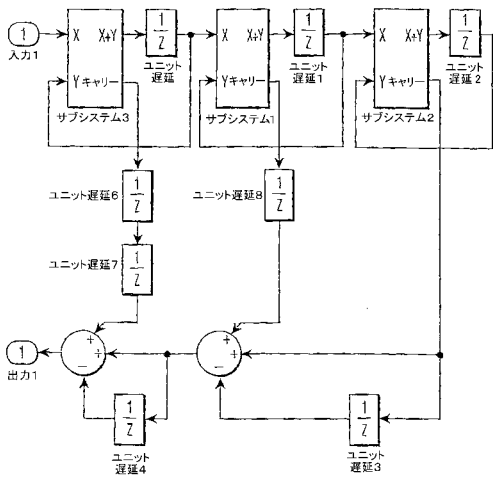 1
入力1
X X+Y
Y キャリー
サブシステム3
1
Z
ユニット
遅延
X X+Y
Y キャリー
サブシステム1
1
Z
ユニット
遅延1
X X+Y
Y キャリー
サブシステム2
1
Z
ユニット
遅延2
ユニット遅延6
1
Z
ユニット遅延8
1
Z
ユニット遅延7
1
Z
1
出力1
+
+
−
+
+
−
1
Z
ユニット
遅延4
1
Z
ユニット
遅延3